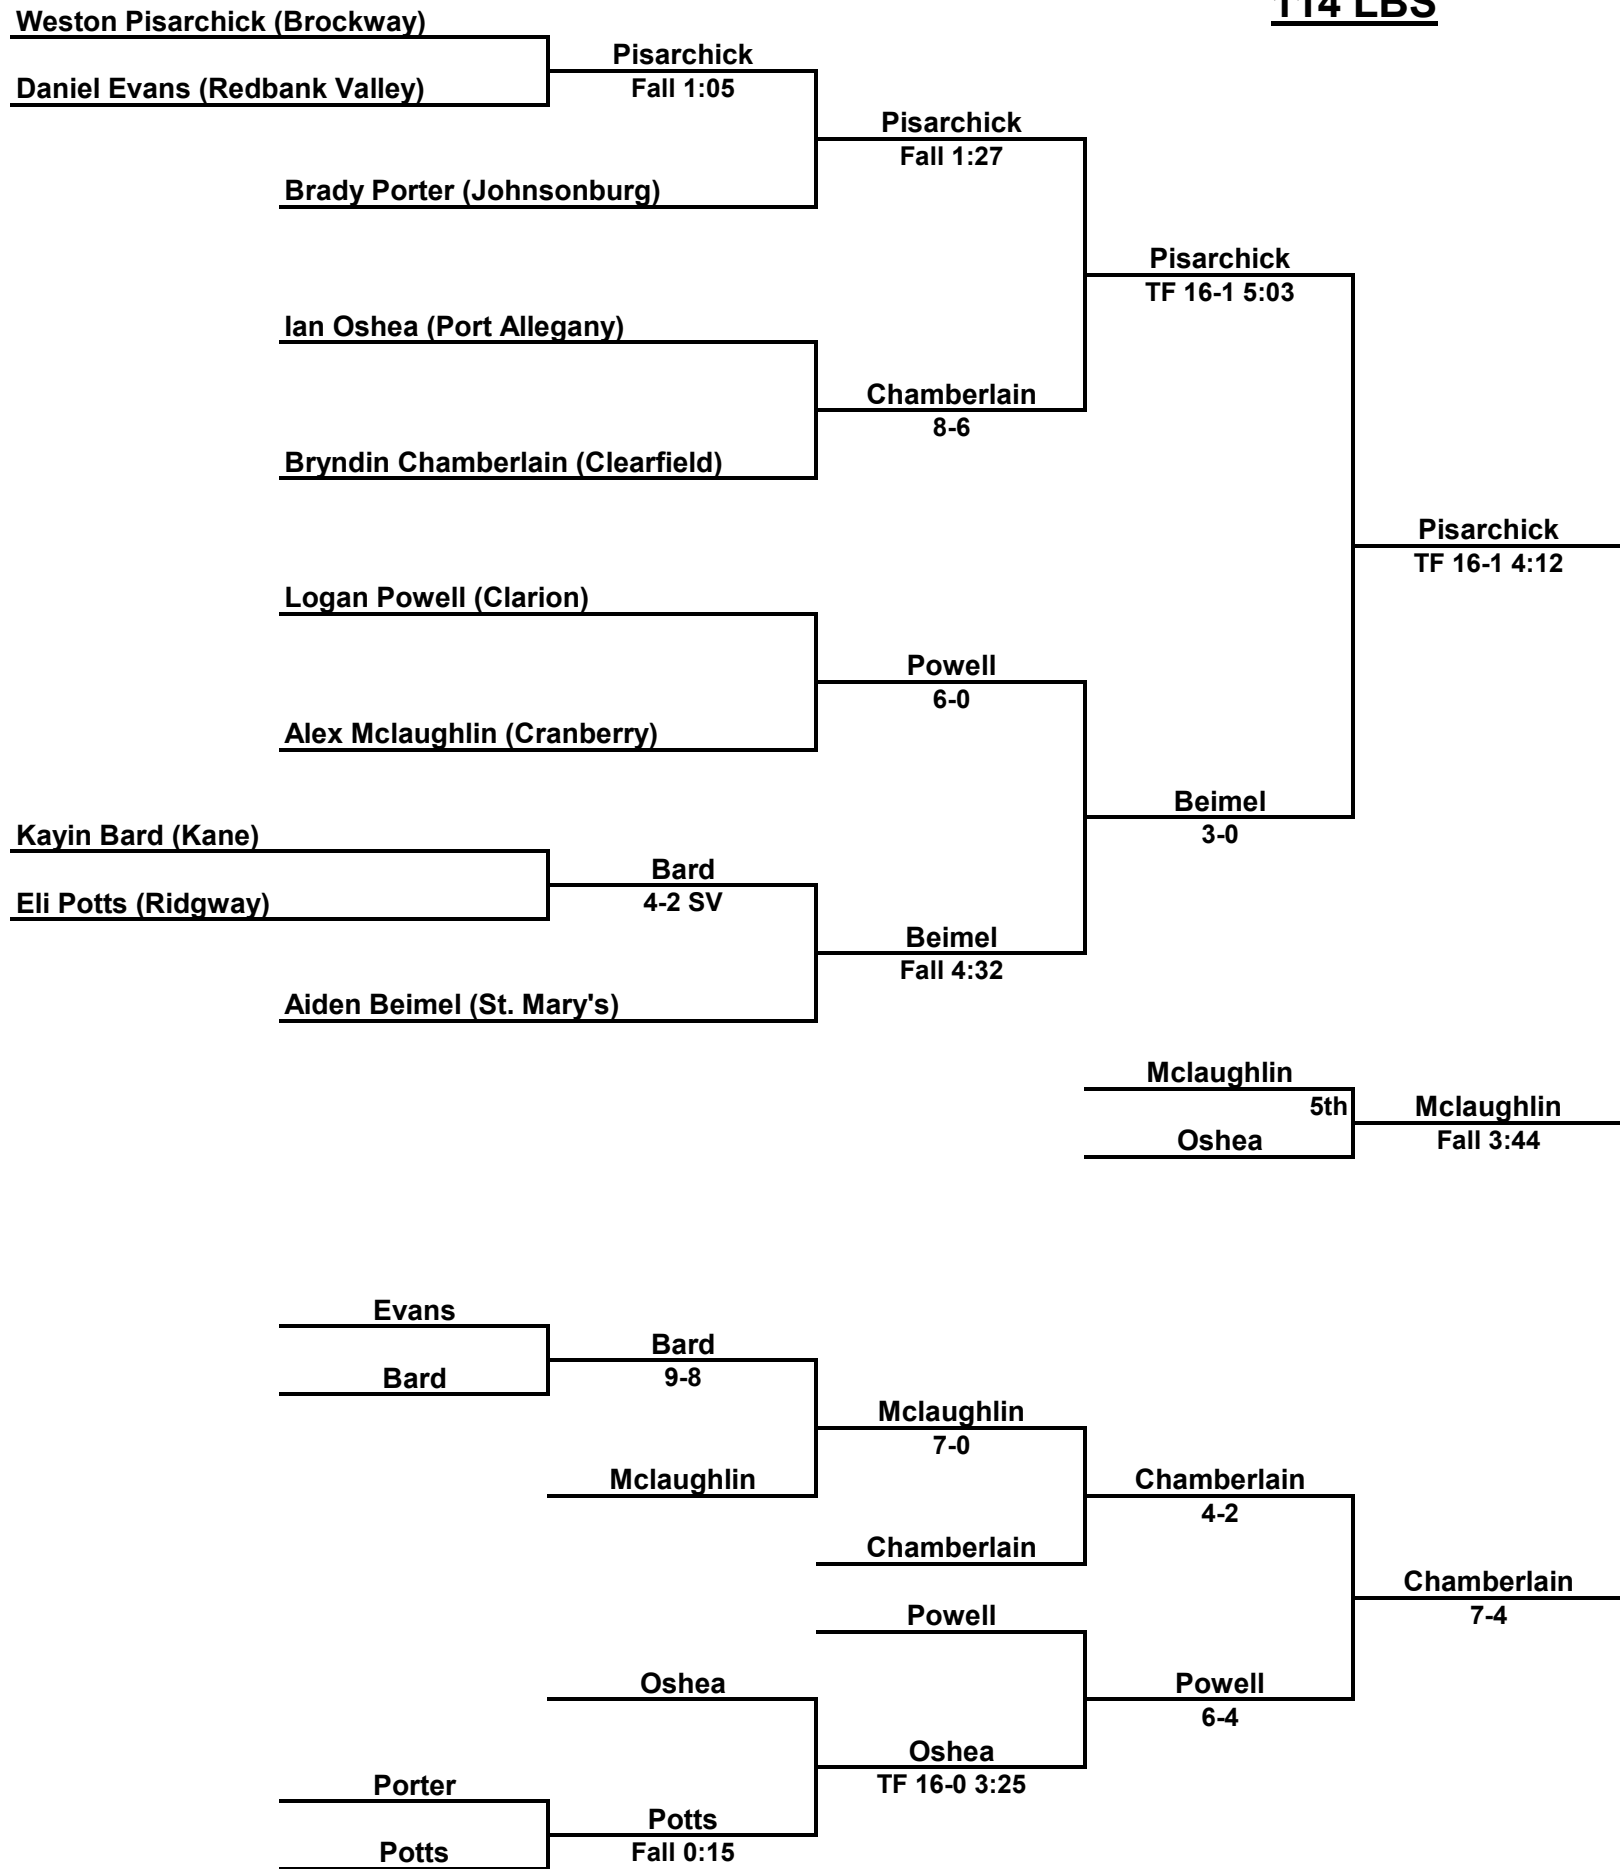 114 LBS
Weston Pisarchick (Brockway)
Pisarchick
Daniel Evans (Redbank Valley)
Fall 1:05
Pisarchick
Fall 1:27
Brady Porter (Johnsonburg)
Pisarchick
TF 16-1 5:03
Ian Oshea (Port Allegany)
Chamberlain
8-6
Bryndin Chamberlain (Clearfield)
Pisarchick
TF 16-1 4:12
Logan Powell (Clarion)
Powell
6-0
Alex Mclaughlin (Cranberry)
Beimel
3-0
Kayin Bard (Kane)
Bard
Eli Potts (Ridgway)
4-2 SV
Beimel
Fall 4:32
Aiden Beimel (St. Mary's)
Mclaughlin
5th
Mclaughlin
Oshea
Fall 3:44
Evans
Bard
Bard
9-8
Mclaughlin
7-0
Mclaughlin
Chamberlain
4-2
Chamberlain
Chamberlain
7-4
Powell
Oshea
Powell
6-4
Oshea
TF 16-0 3:25
Porter
Potts
Potts
Fall 0:15